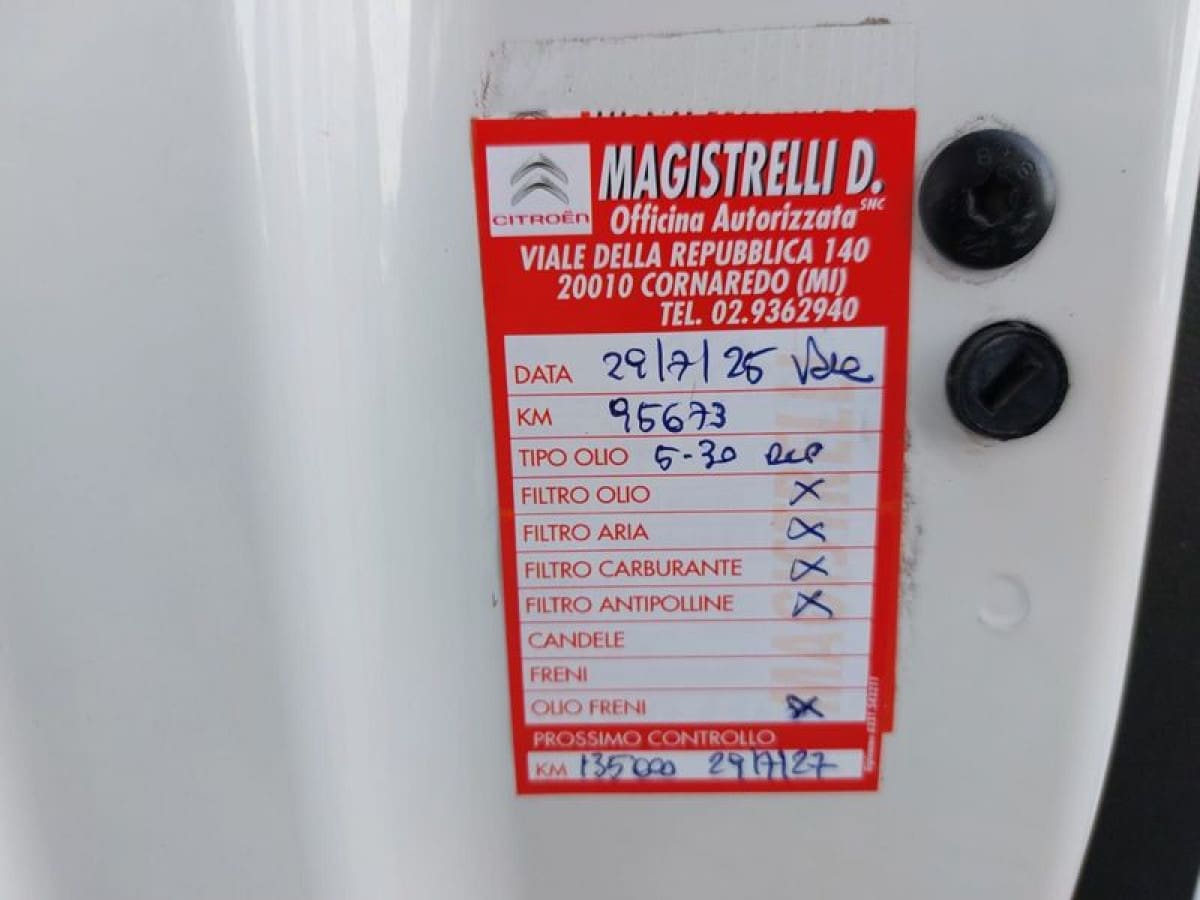 MAGISTRELLI D.
SNC
CITROËN
Officina Autorizzata
VIALE DELLA REPUBBLICA 140
20010 CORNAREDO (MI)
TEL. 02.9362940
DATA 29/7/25
KM 95673
TIPO OLIO 5-30
FILTRO OLIO X
FILTRO ARIA X
FILTRO CARBURANTE X
FILTRO ANTIPOLLINE X
CANDELE
FRENI
OLIO FRENI X
PROSSIMO CONTROLLO
KM 135000 29/7/27